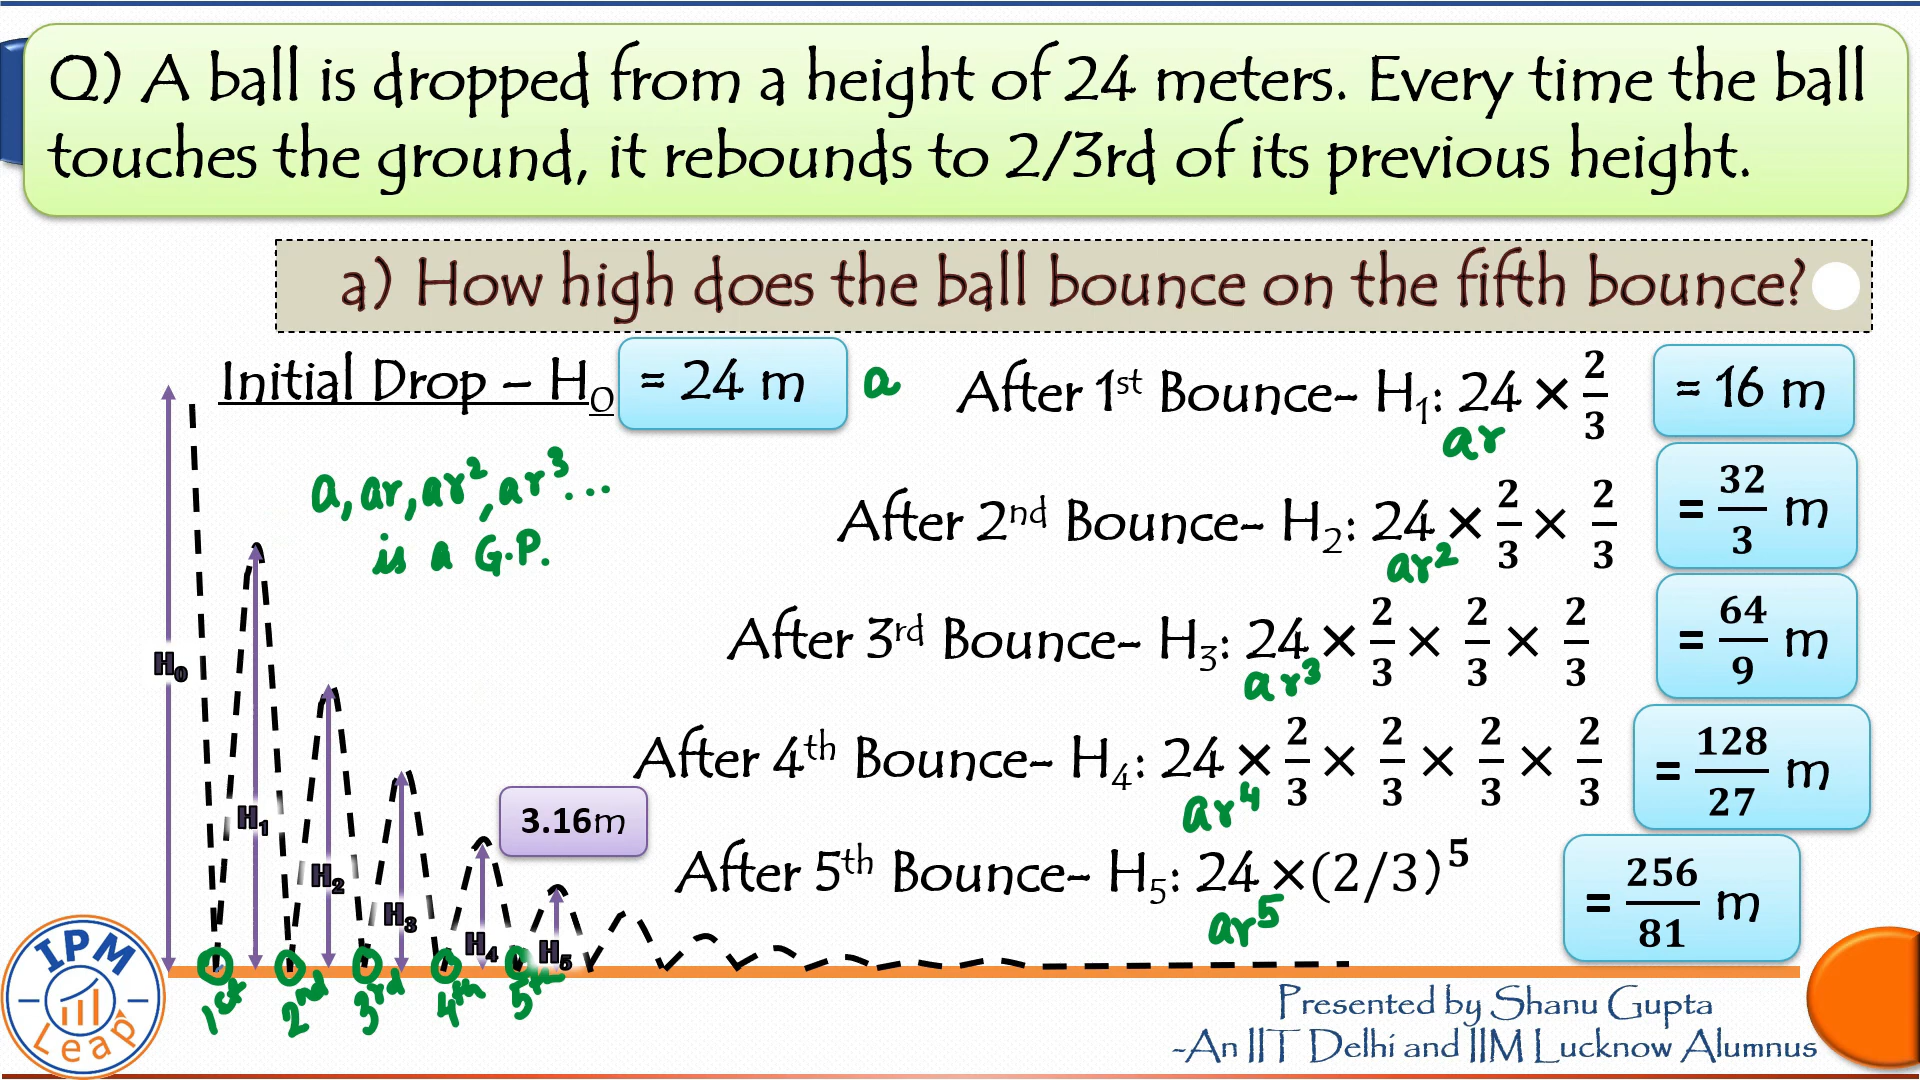 Q) A ball is dropped from a height of 24 meters. Every time the ball
touches the ground, it rebounds to 2/3rd of its previous height.
a) How high does the ball bounce on the fifth bounce?
Initial Drop – H₀ = 24 m a
After 1st Bounce- H₁: 24 × 2/3 = 16 m
ar
a, ar, ar², ar³...
is a G.P.
After 2nd Bounce- H₂: 24 × 2/3 × 2/3 = 32/3 m
ar²
After 3rd Bounce- H₃: 24 × 2/3 × 2/3 × 2/3 = 64/9 m
ar³
After 4th Bounce- H₄: 24 × 2/3 × 2/3 × 2/3 × 2/3 = 128/27 m
ar⁴
3.16m
After 5th Bounce- H₅: 24 ×(2/3)⁵ = 256/81 m
ar⁵
H₀
H₁
H₂
H₃
H₄
H₅
1st 2nd 3rd 4th 5th
IPM
Leap
Presented by Shanu Gupta
-An IIT Delhi and IIM Lucknow Alumnus